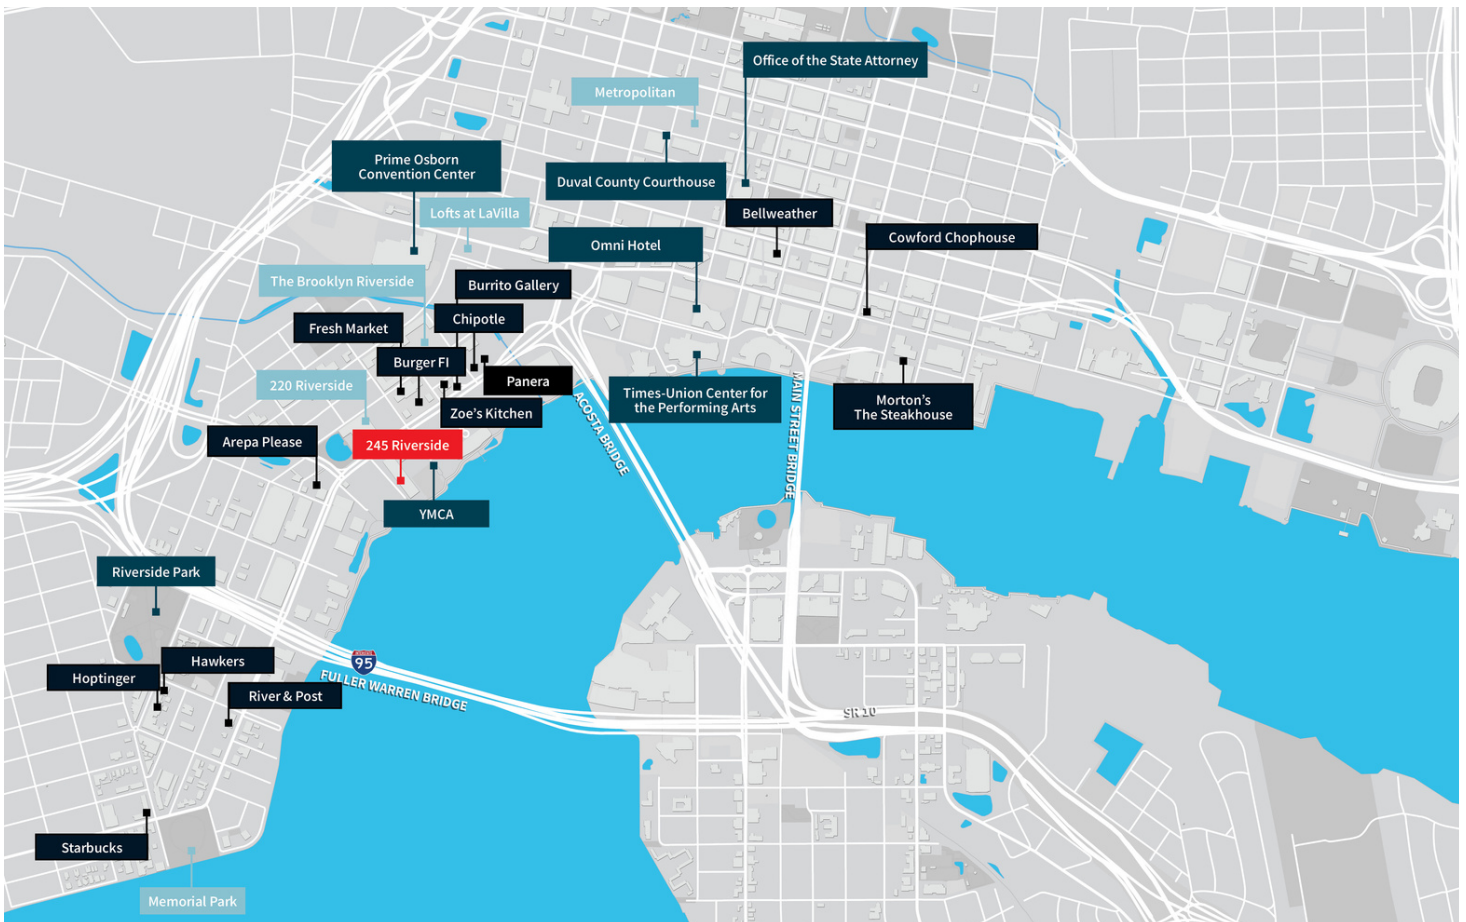 Office of the State Attorney
Metropolitan
Prime Osborn
Convention Center
Duval County Courthouse
Lofts at LaVilla
Bellweather
Omni Hotel
Cowford Chophouse
The Brooklyn Riverside
Burrito Gallery
Fresh Market
Chipotle
Burger FI
220 Riverside
Panera
Zoe's Kitchen
Times-Union Center for
the Performing Arts
Morton's
The Steakhouse
ACOSTA BRIDGE
MAIN STREET BRIDGE
Arepa Please
245 Riverside
YMCA
Riverside Park
Hawkers
95
Hoptinger
FULLER WARREN BRIDGE
River & Post
SR 10
Starbucks
Memorial Park